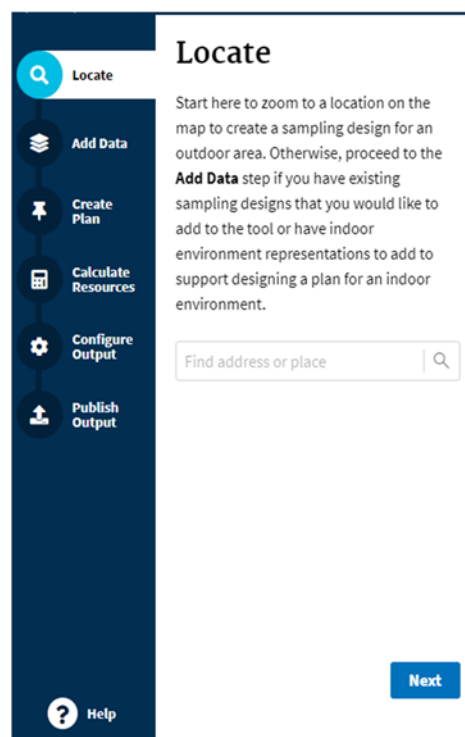 Locate
Add Data
Create
Plan
Calculate
Resources
Configure
Output
Publish
Output
Help
Locate
Start here to zoom to a location on the
map to create a sampling design for an
outdoor area. Otherwise, proceed to the
Add Data step if you have existing
sampling designs that you would like to
add to the tool or have indoor
environment representations to add to
support designing a plan for an indoor
environment.
Find address or place
Next